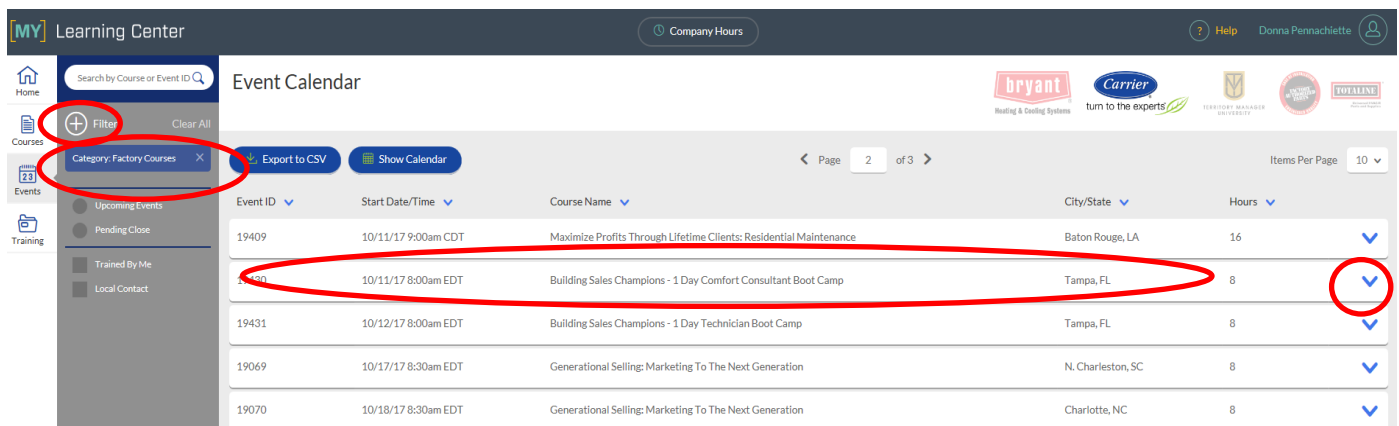 [MY] Learning Center
Company Hours
? Help Donna Pennachiette
Home
Courses
23
Events
Training
Search by Course or Event ID
Filter Clear All
Category: Factory Courses X
Upcoming Events
Pending Close
Trained By Me
Local Contact
Event Calendar
bryant
Heating & Cooling Systems
Carrier
turn to the experts
TERRITORY MANAGER
UNIVERSITY
TOTALINE
Export to CSV Show Calendar Page 2 of 3 Items Per Page 10
Event ID Start Date/Time Course Name City/State Hours
19409 10/11/17 9:00am CDT Maximize Profits Through Lifetime Clients: Residential Maintenance Baton Rouge, LA 16
19430 10/11/17 8:00am EDT Building Sales Champions - 1 Day Comfort Consultant Boot Camp Tampa, FL 8
19431 10/12/17 8:00am EDT Building Sales Champions - 1 Day Technician Boot Camp Tampa, FL 8
19069 10/17/17 8:30am EDT Generational Selling: Marketing To The Next Generation N. Charleston, SC 8
19070 10/18/17 8:30am EDT Generational Selling: Marketing To The Next Generation Charlotte, NC 8